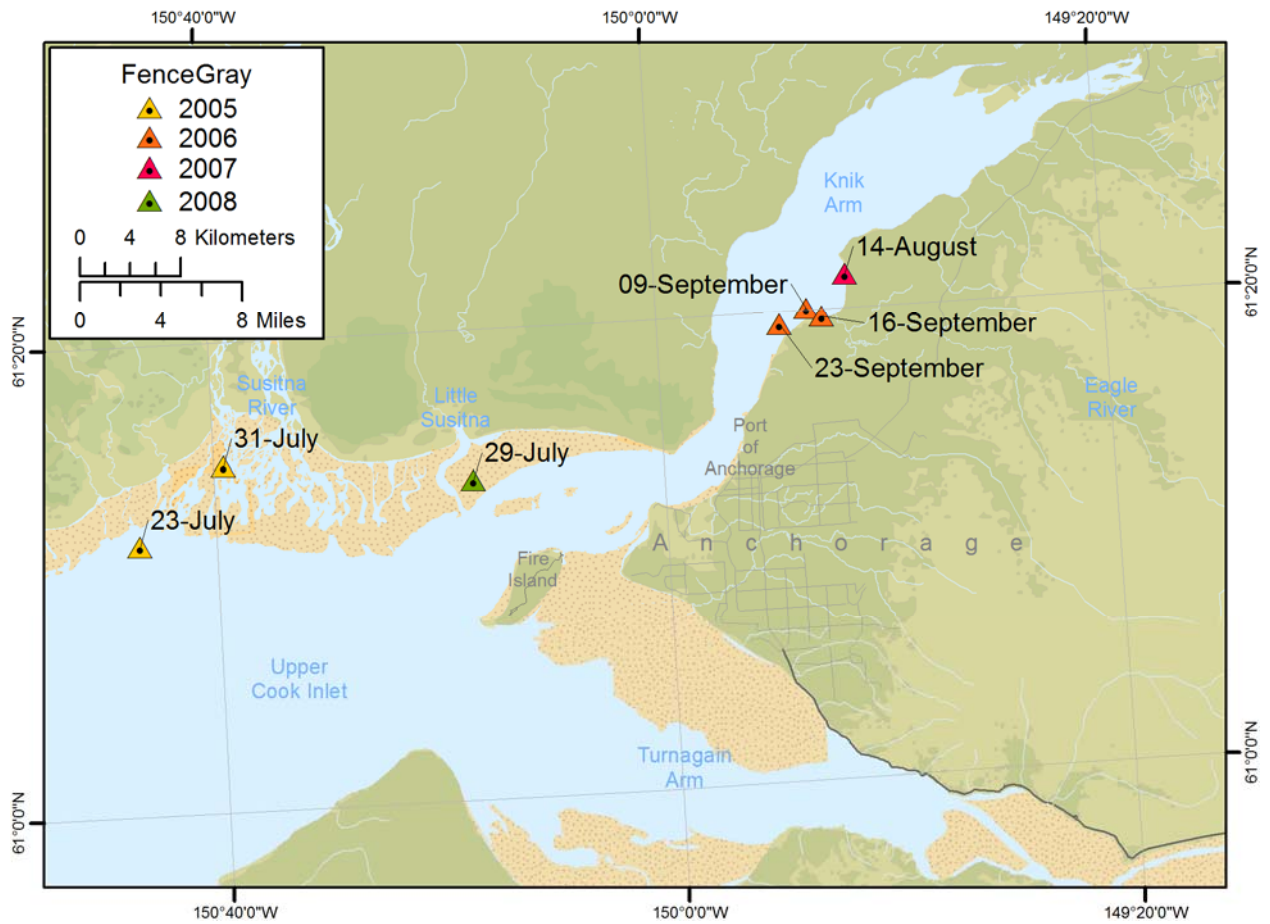 150°40'0"W
150°0'0"W
149°20'0"W
FenceGray
2005
2006
2007
2008
0 4 8 Kilometers
0 4 8 Miles
Knik
Arm
14-August
09-September
16-September
23-September
61°20'0"N
61°20'0"N
Susitna
River
Little
Susitna
Eagle
River
31-July
29-July
Port
of
Anchorage
23-July
Anchorage
Fire
Island
Upper
Cook Inlet
Turnagain
Arm
61°0'0"N
61°0'0"N
150°40'0"W
150°0'0"W
149°20'0"W